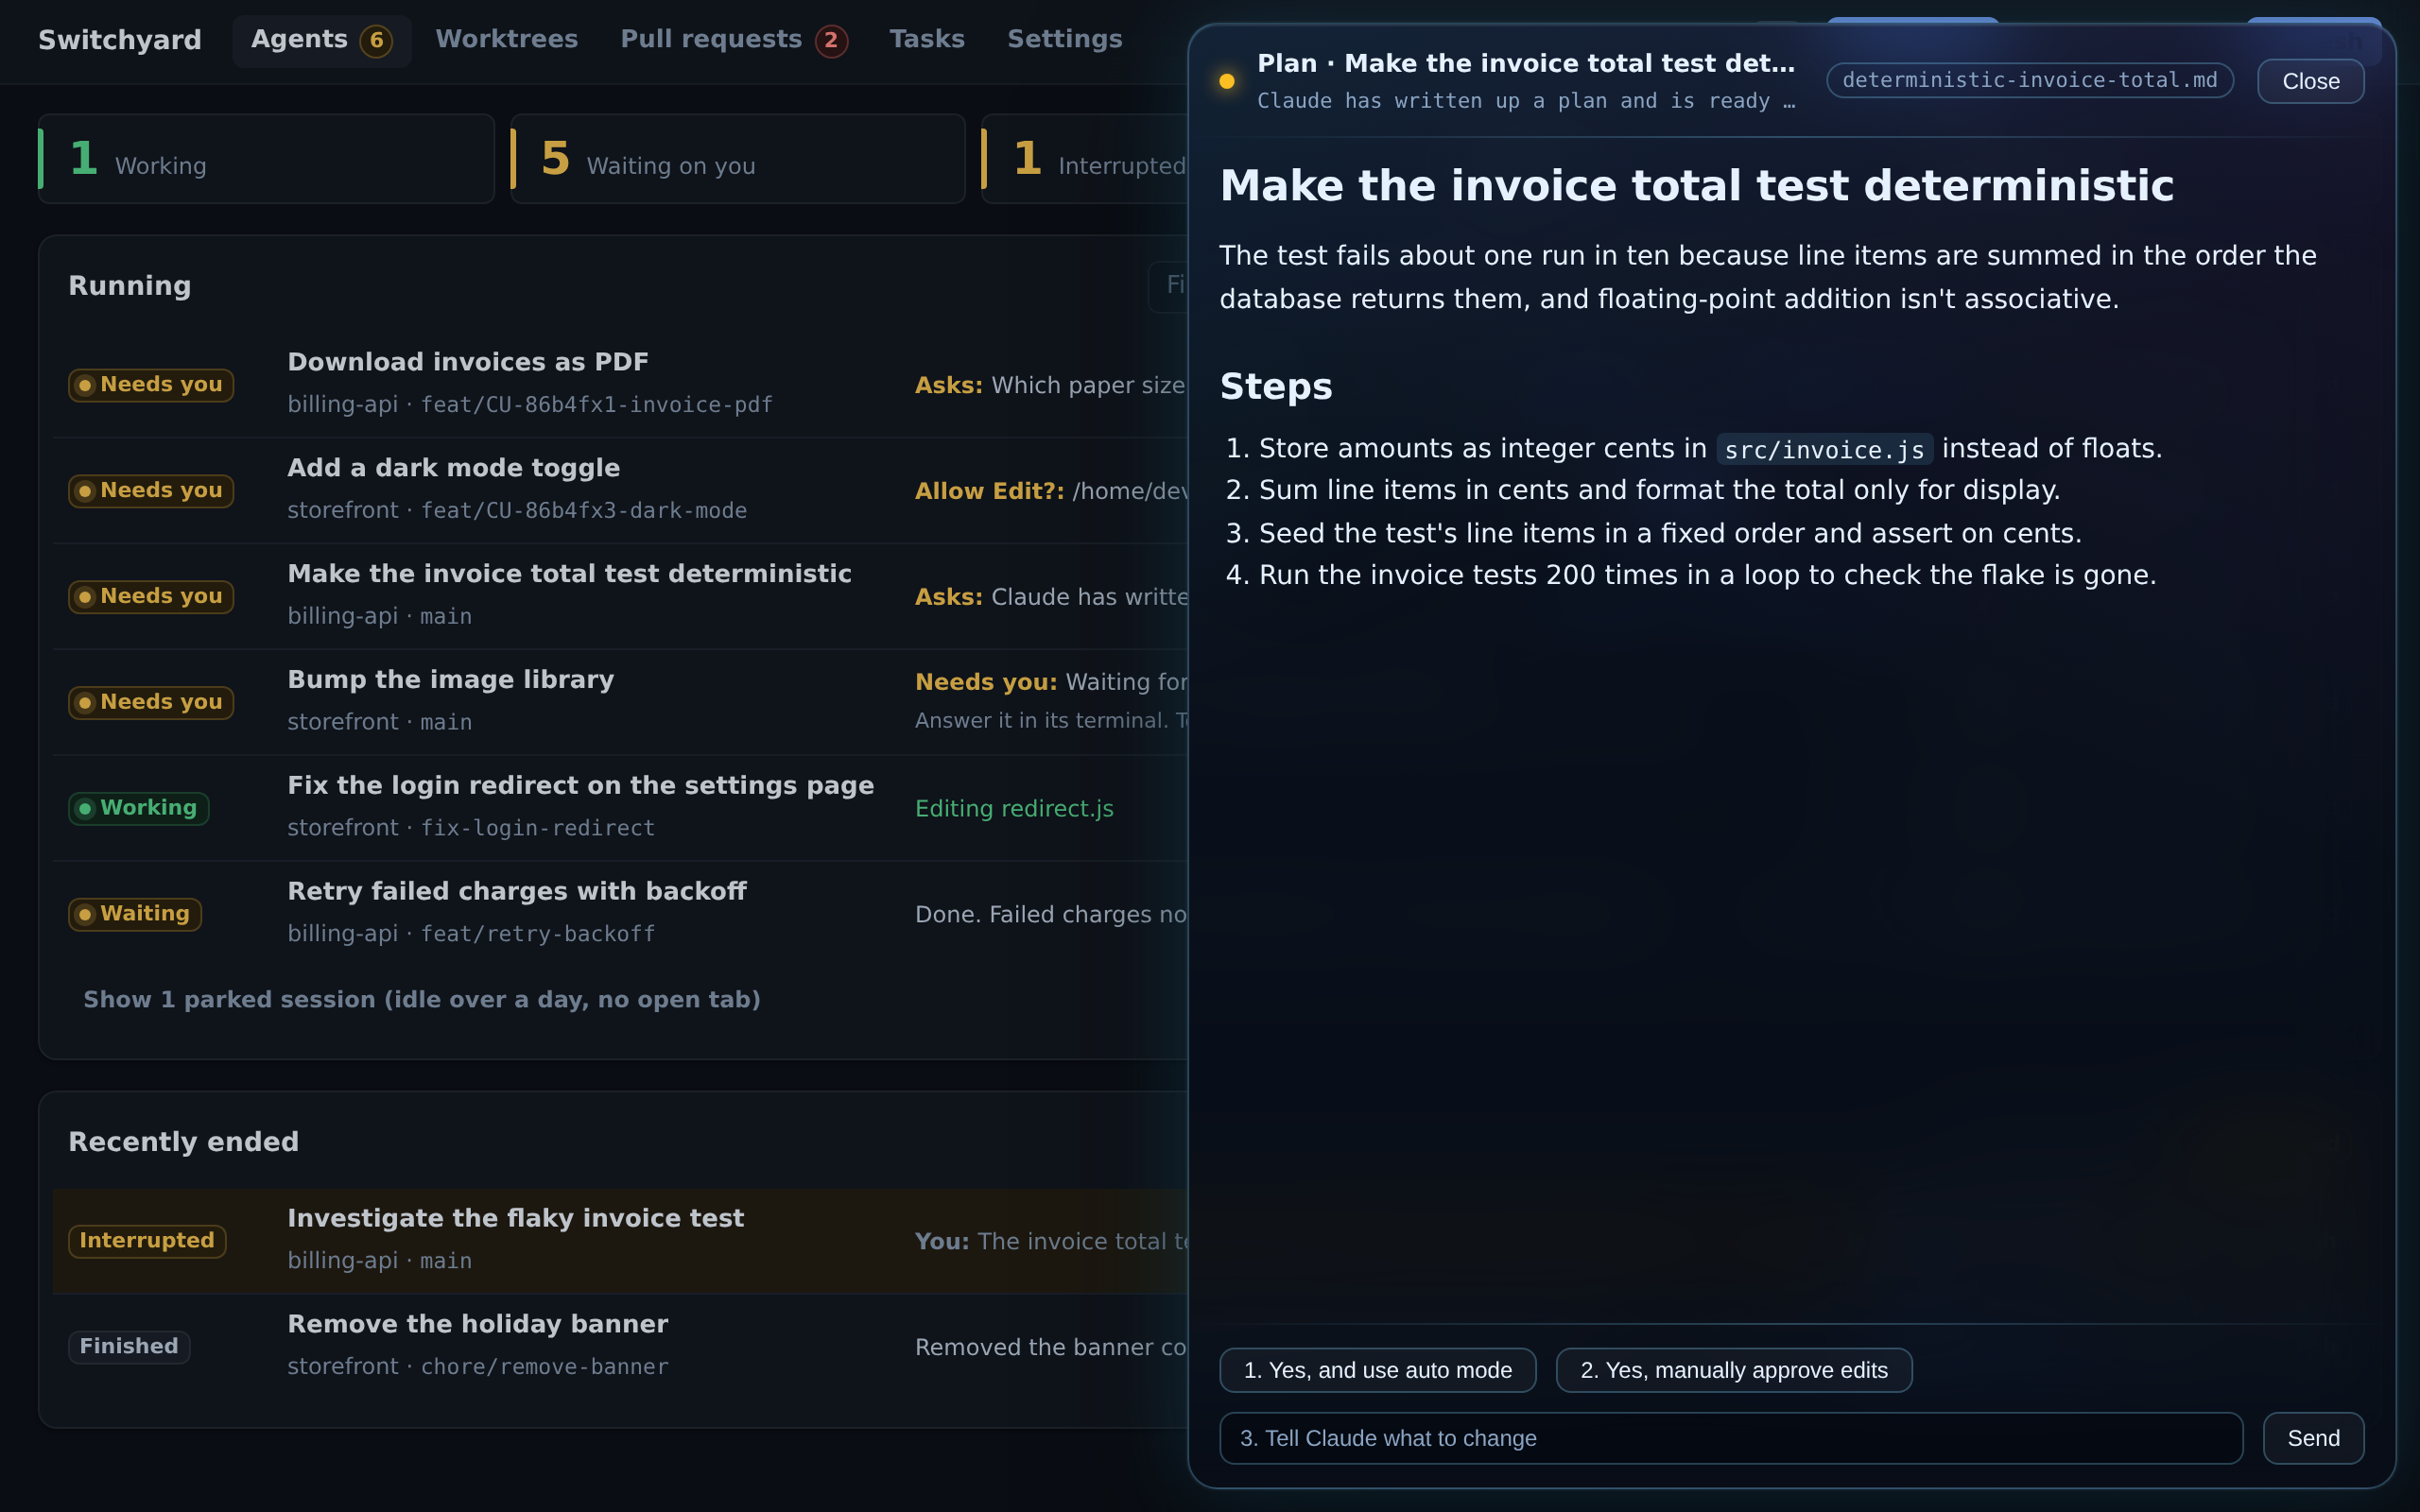 Switchyard Agents 6 Worktrees Pull requests 2 Tasks Settings
1 Working
5 Waiting on you
1 Interrupted
Running
Fi
Needs you
Download invoices as PDF
billing-api · feat/CU-86b4fx1-invoice-pdf
Asks: Which paper size
Needs you
Add a dark mode toggle
storefront · feat/CU-86b4fx3-dark-mode
Allow Edit?: /home/dev
Needs you
Make the invoice total test deterministic
billing-api · main
Asks: Claude has writte
Needs you
Bump the image library
storefront · main
Needs you: Waiting for
Answer it in its terminal. T
Working
Fix the login redirect on the settings page
storefront · fix-login-redirect
Editing redirect.js
Waiting
Retry failed charges with backoff
billing-api · feat/retry-backoff
Done. Failed charges no
Show 1 parked session (idle over a day, no open tab)
Recently ended
Interrupted
Investigate the flaky invoice test
billing-api · main
You: The invoice total te
Finished
Remove the holiday banner
storefront · chore/remove-banner
Removed the banner co
Plan · Make the invoice total test det…
Claude has written up a plan and is ready …
deterministic-invoice-total.md
Close
Make the invoice total test deterministic
The test fails about one run in ten because line items are summed in the order the
database returns them, and floating-point addition isn't associative.
Steps
1. Store amounts as integer cents in src/invoice.js instead of floats.
2. Sum line items in cents and format the total only for display.
3. Seed the test's line items in a fixed order and assert on cents.
4. Run the invoice tests 200 times in a loop to check the flake is gone.
1. Yes, and use auto mode
2. Yes, manually approve edits
3. Tell Claude what to change
Send